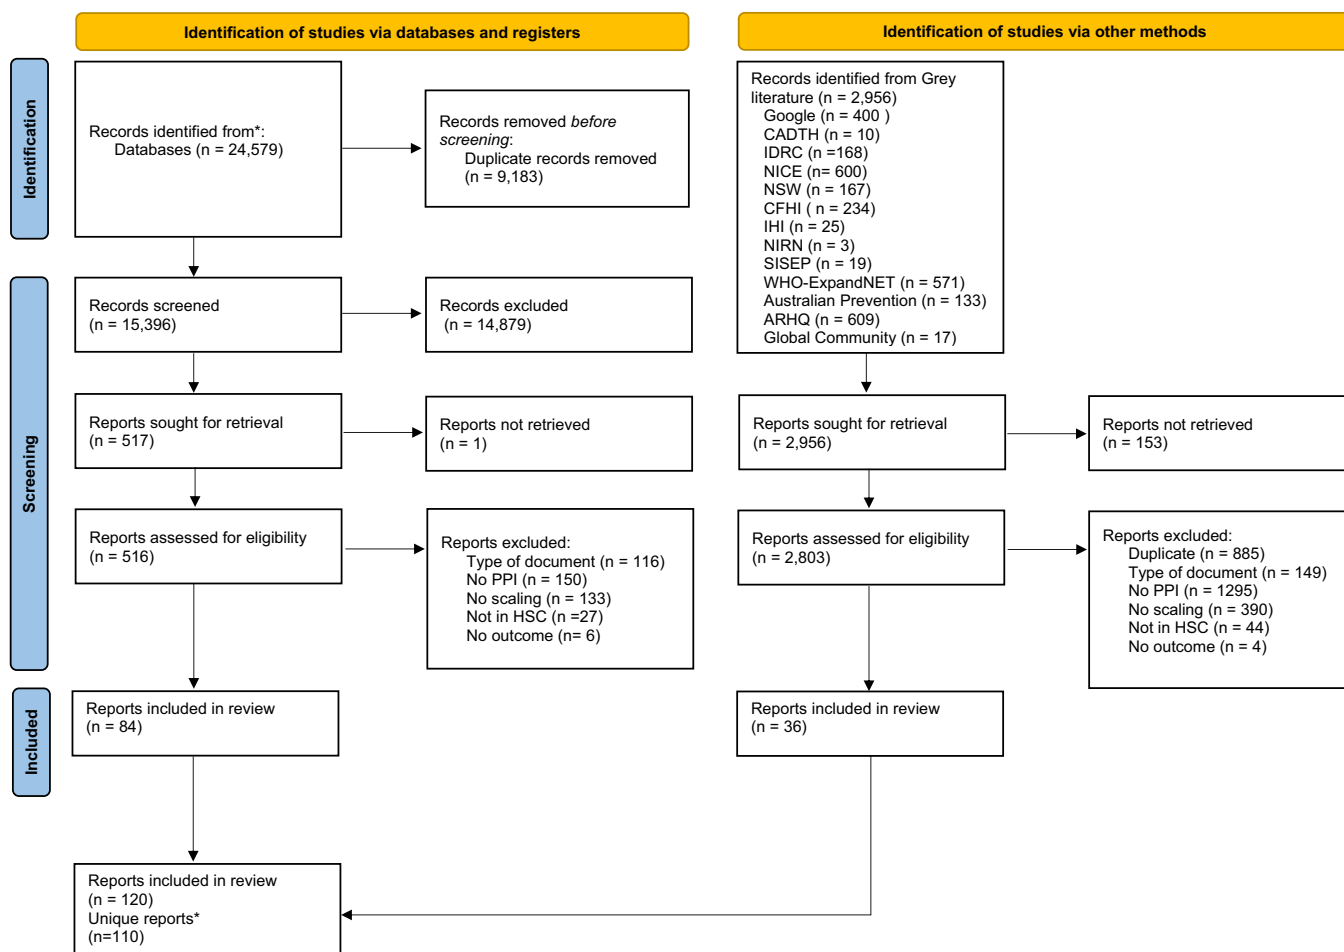 Identification of studies via databases and registers
Identification of studies via other methods
Identification
Records identified from*:
Databases (n = 24,579)
Records removed before
screening:
Duplicate records removed
(n = 9,183)
Records identified from Grey
literature (n = 2,956)
Google (n = 400 )
CADTH (n = 10)
IDRC (n =168)
NICE (n= 600)
NSW (n = 167)
CFHI ( n = 234)
IHI (n = 25)
NIRN (n = 3)
SISEP (n = 19)
WHO-ExpandNET (n = 571)
Australian Prevention (n = 133)
ARHQ (n = 609)
Global Community (n = 17)
Screening
Records screened
(n = 15,396)
Records excluded
(n = 14,879)
Reports sought for retrieval
(n = 517)
Reports not retrieved
(n = 1)
Reports sought for retrieval
(n = 2,956)
Reports not retrieved
(n = 153)
Reports assessed for eligibility
(n = 516)
Reports excluded:
Type of document (n = 116)
No PPI (n = 150)
No scaling (n = 133)
Not in HSC (n =27)
No outcome (n= 6)
Reports assessed for eligibility
(n = 2,803)
Reports excluded:
Duplicate (n = 885)
Type of document (n = 149)
No PPI (n = 1295)
No scaling (n = 390)
Not in HSC (n = 44)
No outcome (n = 4)
Included
Reports included in review
(n = 84)
Reports included in review
(n = 36)
Reports included in review
(n = 120)
Unique reports*
(n=110)